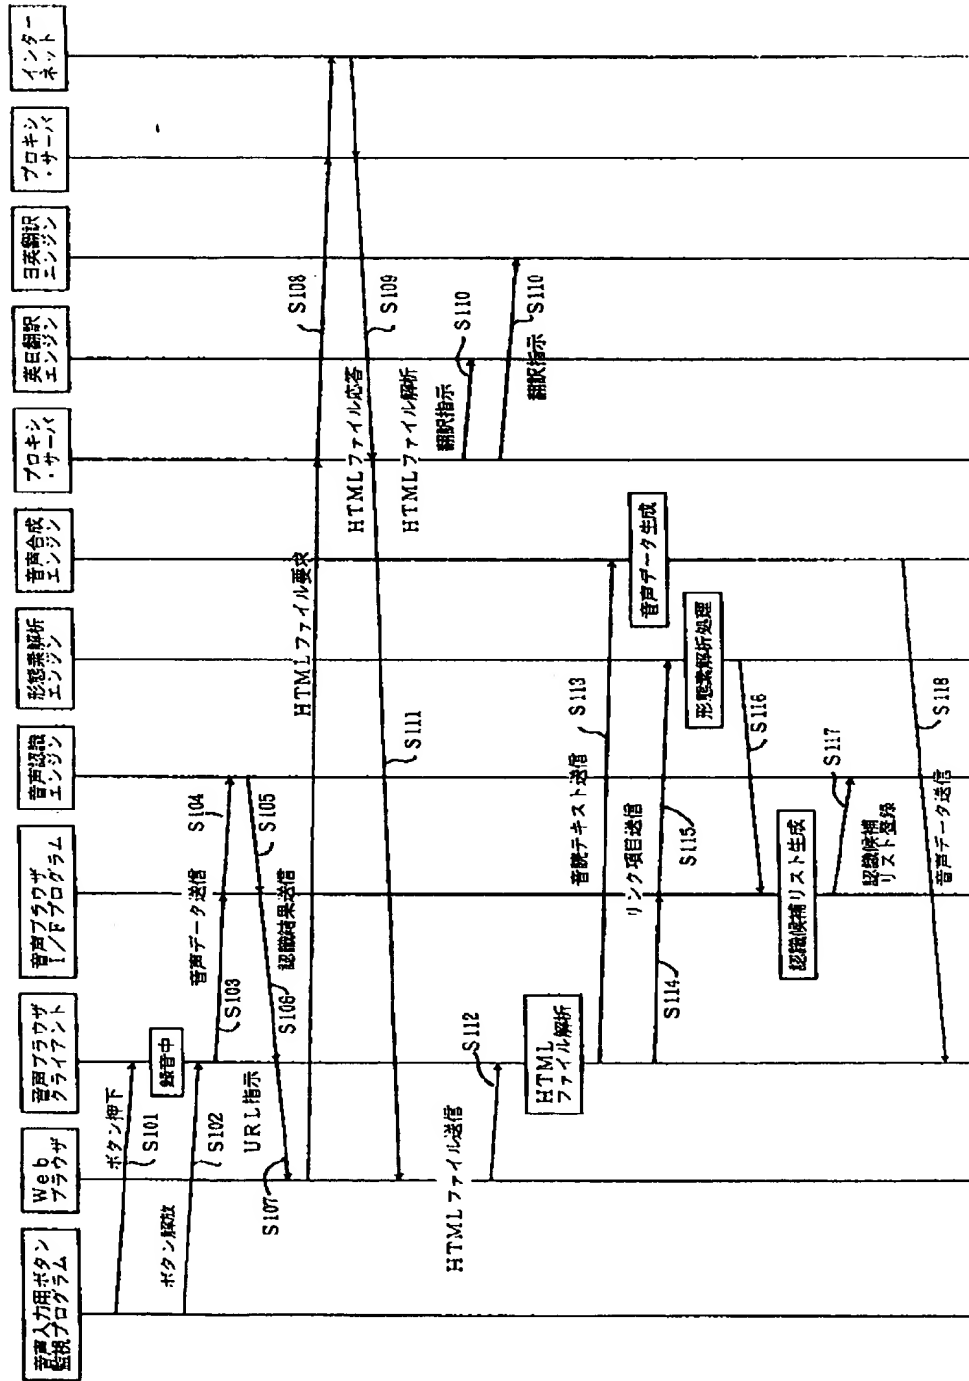 音声入力用ボタン
監視プログラム
Web
ブラウザ
音声ブラウザ
クライアント
音声ブラウザ
I/Fプログラム
音声認識
エンジン
形態素解析
エンジン
音声合成
エンジン
プロキシ
・サーバ
英日翻訳
エンジン
日英翻訳
エンジン
プロキシ
・サーバ
インター
ネット
ボタン押下
S101
録音中
ボタン解放
S102
音声データ送信
S103
S104
S105
認識結果送信
S106
URL指示
S107
HTMLファイル要求
S108
HTMLファイル応答
S109
HTMLファイル解析
翻訳指示
S110
翻訳指示
S110
S111
HTMLファイル送信
S112
HTML
ファイル解析
音読テキスト送信
S113
音声データ生成
リンク項目送信
S114
S115
形態素解析処理
S116
認識候補リスト生成
S117
認識候補
リスト登録
音声データ送信
S118